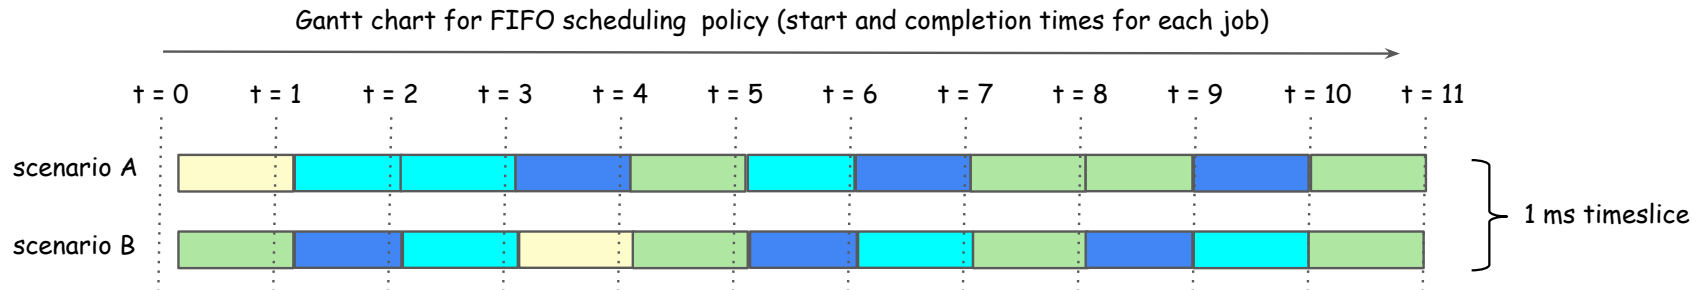 Gantt chart for FIFO scheduling policy (start and completion times for each job)
t = 0 t = 1 t = 2 t = 3 t = 4 t = 5 t = 6 t = 7 t = 8 t = 9 t = 10 t = 11
scenario A
1 ms timeslice
scenario B